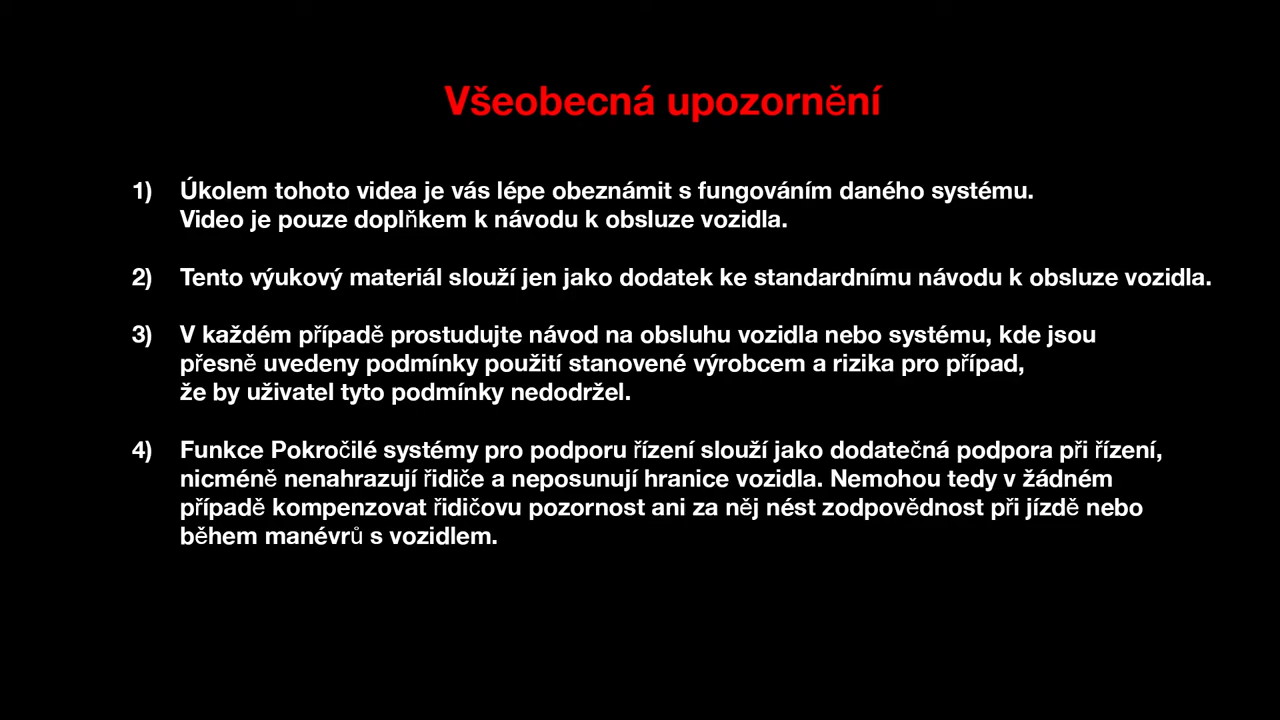 Všeobecná upozornění
1) Úkolem tohoto videa je vás lépe obeznámit s fungováním daného systému.
Video je pouze doplňkem k návodu k obsluze vozidla.
2) Tento výukový materiál slouží jen jako dodatek ke standardnímu návodu k obsluze vozidla.
3) V každém případě prostudujte návod na obsluhu vozidla nebo systému, kde jsou
přesně uvedeny podmínky použití stanovené výrobcem a rizika pro případ,
že by uživatel tyto podmínky nedodržel.
4) Funkce Pokročilé systémy pro podporu řízení slouží jako dodatečná podpora při řízení,
nicméně nenahrazují řidiče a neposunují hranice vozidla. Nemohou tedy v žádném
případě kompenzovat řidičovu pozornost ani za něj nést zodpovědnost při jízdě nebo
během manévrů s vozidlem.